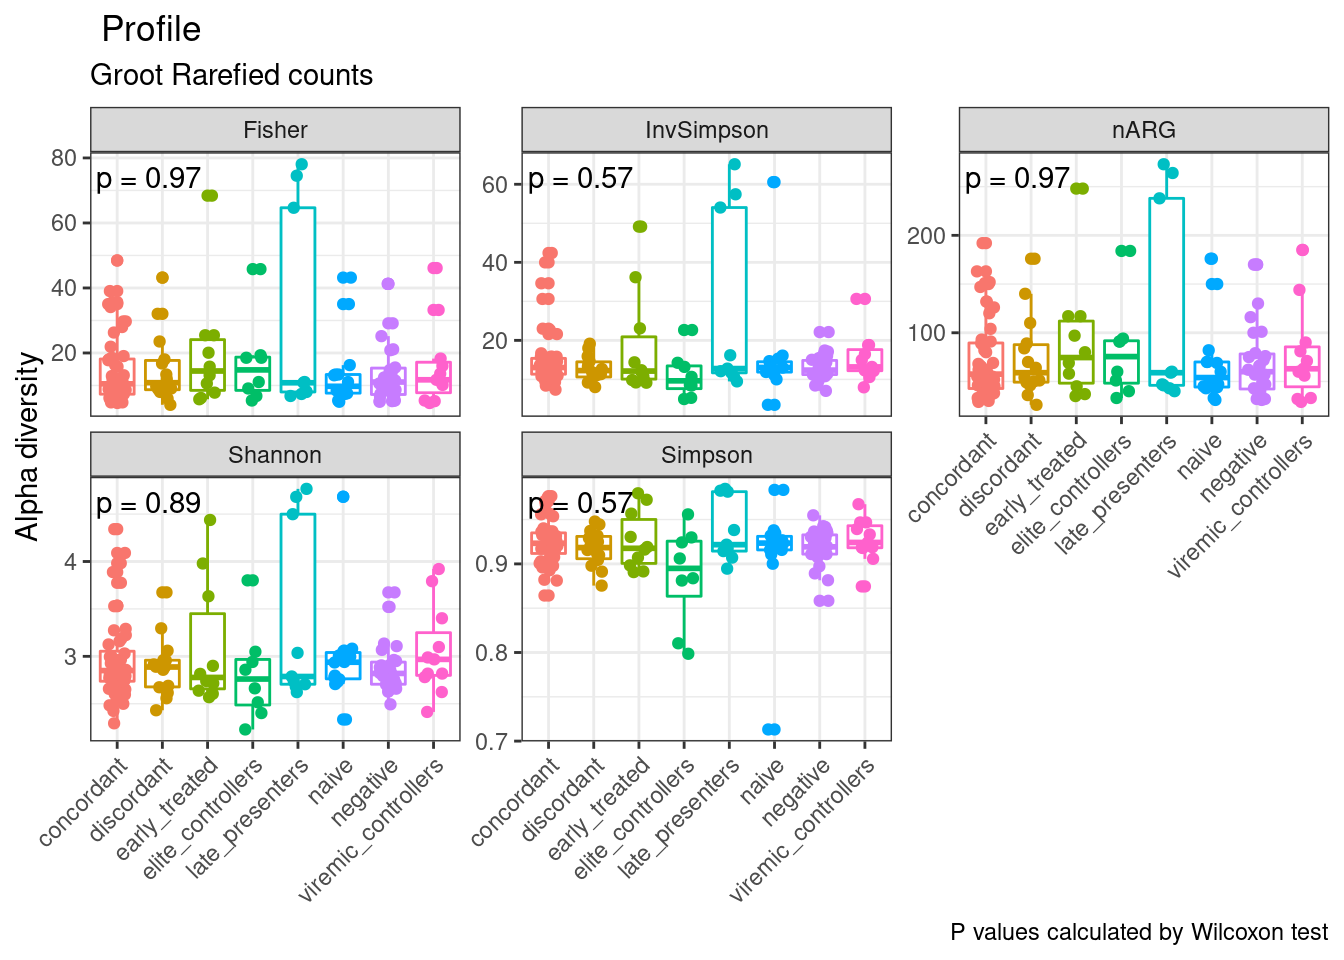 Profile
Groot Rarefied counts
Alpha diversity
Fisher
p = 0.97
80
60
40
20
InvSimpson
p = 0.57
60
40
20
nARG
p = 0.97
200
100
concordant
discordant
early_treated
elite_controllers
late_presenters
naive
negative
viremic_controllers
Shannon
p = 0.89
4
3
concordant
discordant
early_treated
elite_controllers
late_presenters
naive
negative
viremic_controllers
Simpson
p = 0.57
0.9
0.8
0.7
concordant
discordant
early_treated
elite_controllers
late_presenters
naive
negative
viremic_controllers
P values calculated by Wilcoxon test